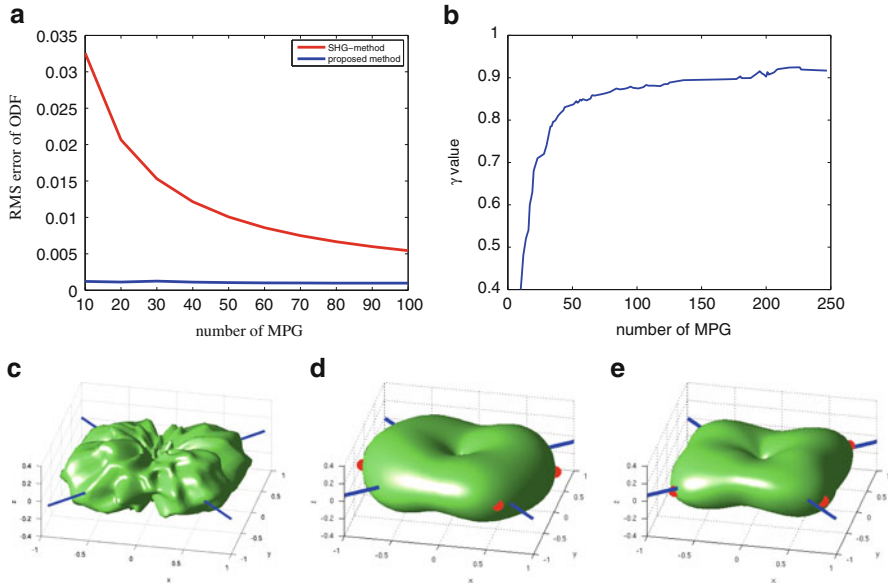 a
0.035
0.03
0.025
0.02
0.015
0.01
0.005
0
10 20 30 40 50 60 70 80 90 100
RMS error of ODF
number of MPG
SHG-method
proposed method
b
1
0.9
0.8
0.7
0.6
0.5
0.4
0 50 100 150 200 250
γ value
number of MPG
c
0.4
0.2
0
-0.2
-0.4
-1 -0.5 0 0.5 1
-1 -0.5 0 0.5 1
z
x
y
d
0.4
0.2
0
-0.2
-0.4
-1 -0.5 0 0.5 1
-1 -0.5 0 0.5 1
z
x
y
e
0.4
0.2
0
-0.2
-0.4
-1 -0.5 0 0.5 1
-1 -0.5 0 0.5 1
z
x
y